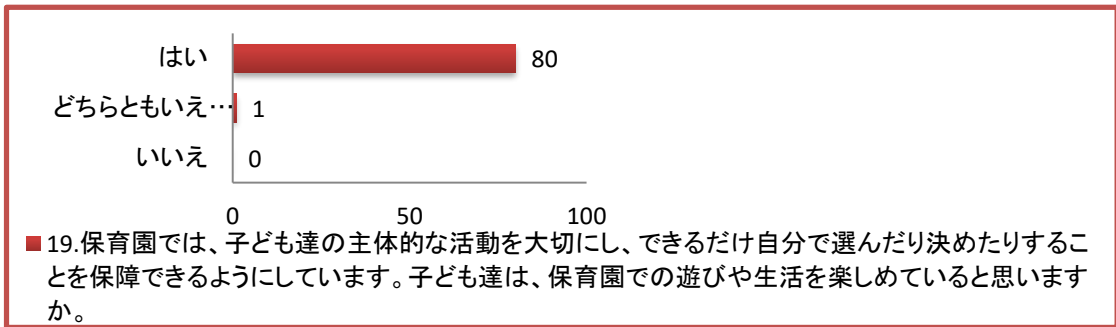 はい
80
どちらともいえ…
1
いいえ
0
0
50
100
19.保育園では、子ども達の主体的な活動を大切にし、できるだけ自分で選んだり決めたりするこ
とを保障できるようにしています。子ども達は、保育園での遊びや生活を楽しめていると思います
か。